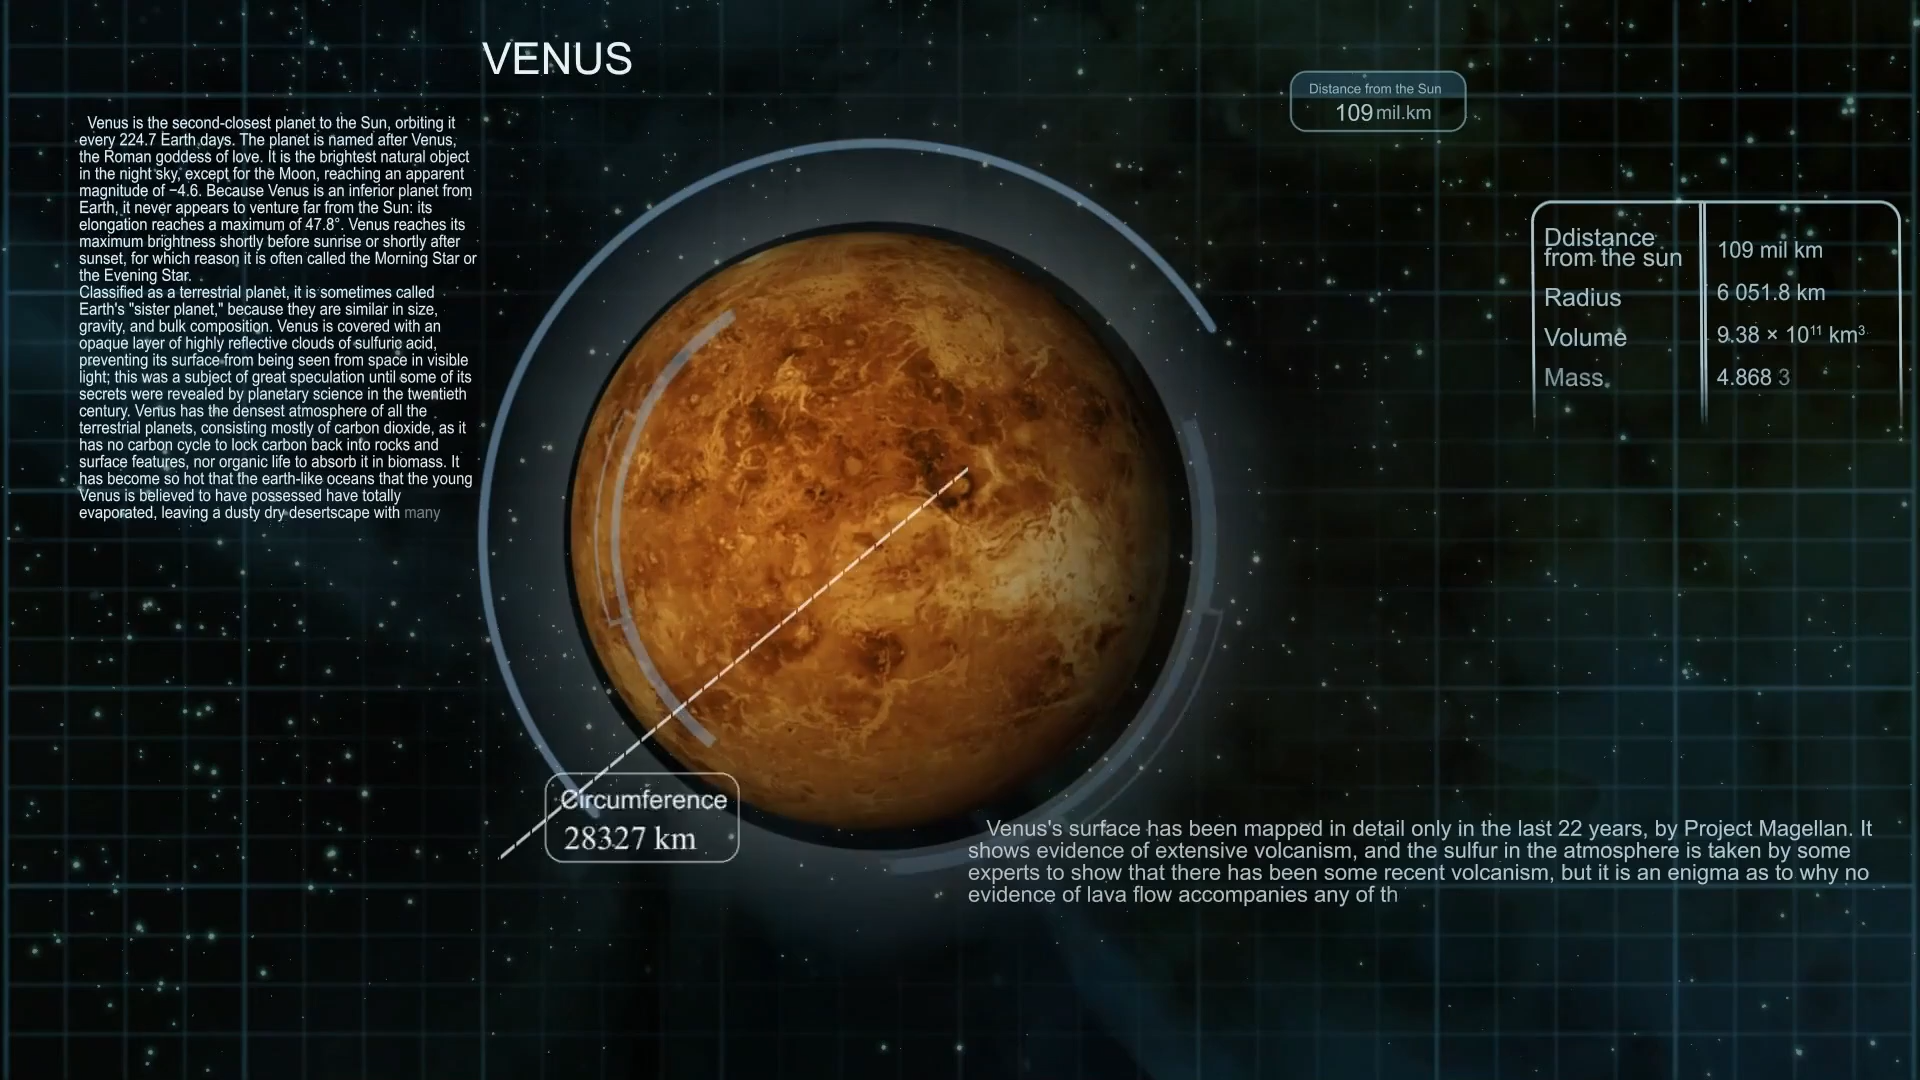 VENUS
Distance from the Sun
109 mil.km
Venus is the second-closest planet to the Sun, orbiting it
every 224.7 Earth days. The planet is named after Venus,
the Roman goddess of love. It is the brightest natural object
in the night sky, except for the Moon, reaching an apparent
magnitude of −4.6. Because Venus is an inferior planet from
Earth, it never appears to venture far from the Sun: its
elongation reaches a maximum of 47.8°. Venus reaches its
maximum brightness shortly before sunrise or shortly after
sunset, for which reason it is often called the Morning Star or
the Evening Star.
Classified as a terrestrial planet, it is sometimes called
Earth's "sister planet," because they are similar in size,
gravity, and bulk composition. Venus is covered with an
opaque layer of highly reflective clouds of sulfuric acid,
preventing its surface from being seen from space in visible
light; this was a subject of great speculation until some of its
secrets were revealed by planetary science in the twentieth
century. Venus has the densest atmosphere of all the
terrestrial planets, consisting mostly of carbon dioxide, as it
has no carbon cycle to lock carbon back into rocks and
surface features, nor organic life to absorb it in biomass. It
has become so hot that the earth-like oceans that the young
Venus is believed to have possessed have totally
evaporated, leaving a dusty dry desertscape with many
Ddistance
from the sun 109 mil km
Radius 6 051.8 km
Volume 9.38 × 10¹¹ km³
Mass 4.868 3
Circumference
28327 km
Venus's surface has been mapped in detail only in the last 22 years, by Project Magellan. It
shows evidence of extensive volcanism, and the sulfur in the atmosphere is taken by some
experts to show that there has been some recent volcanism, but it is an enigma as to why no
evidence of lava flow accompanies any of th